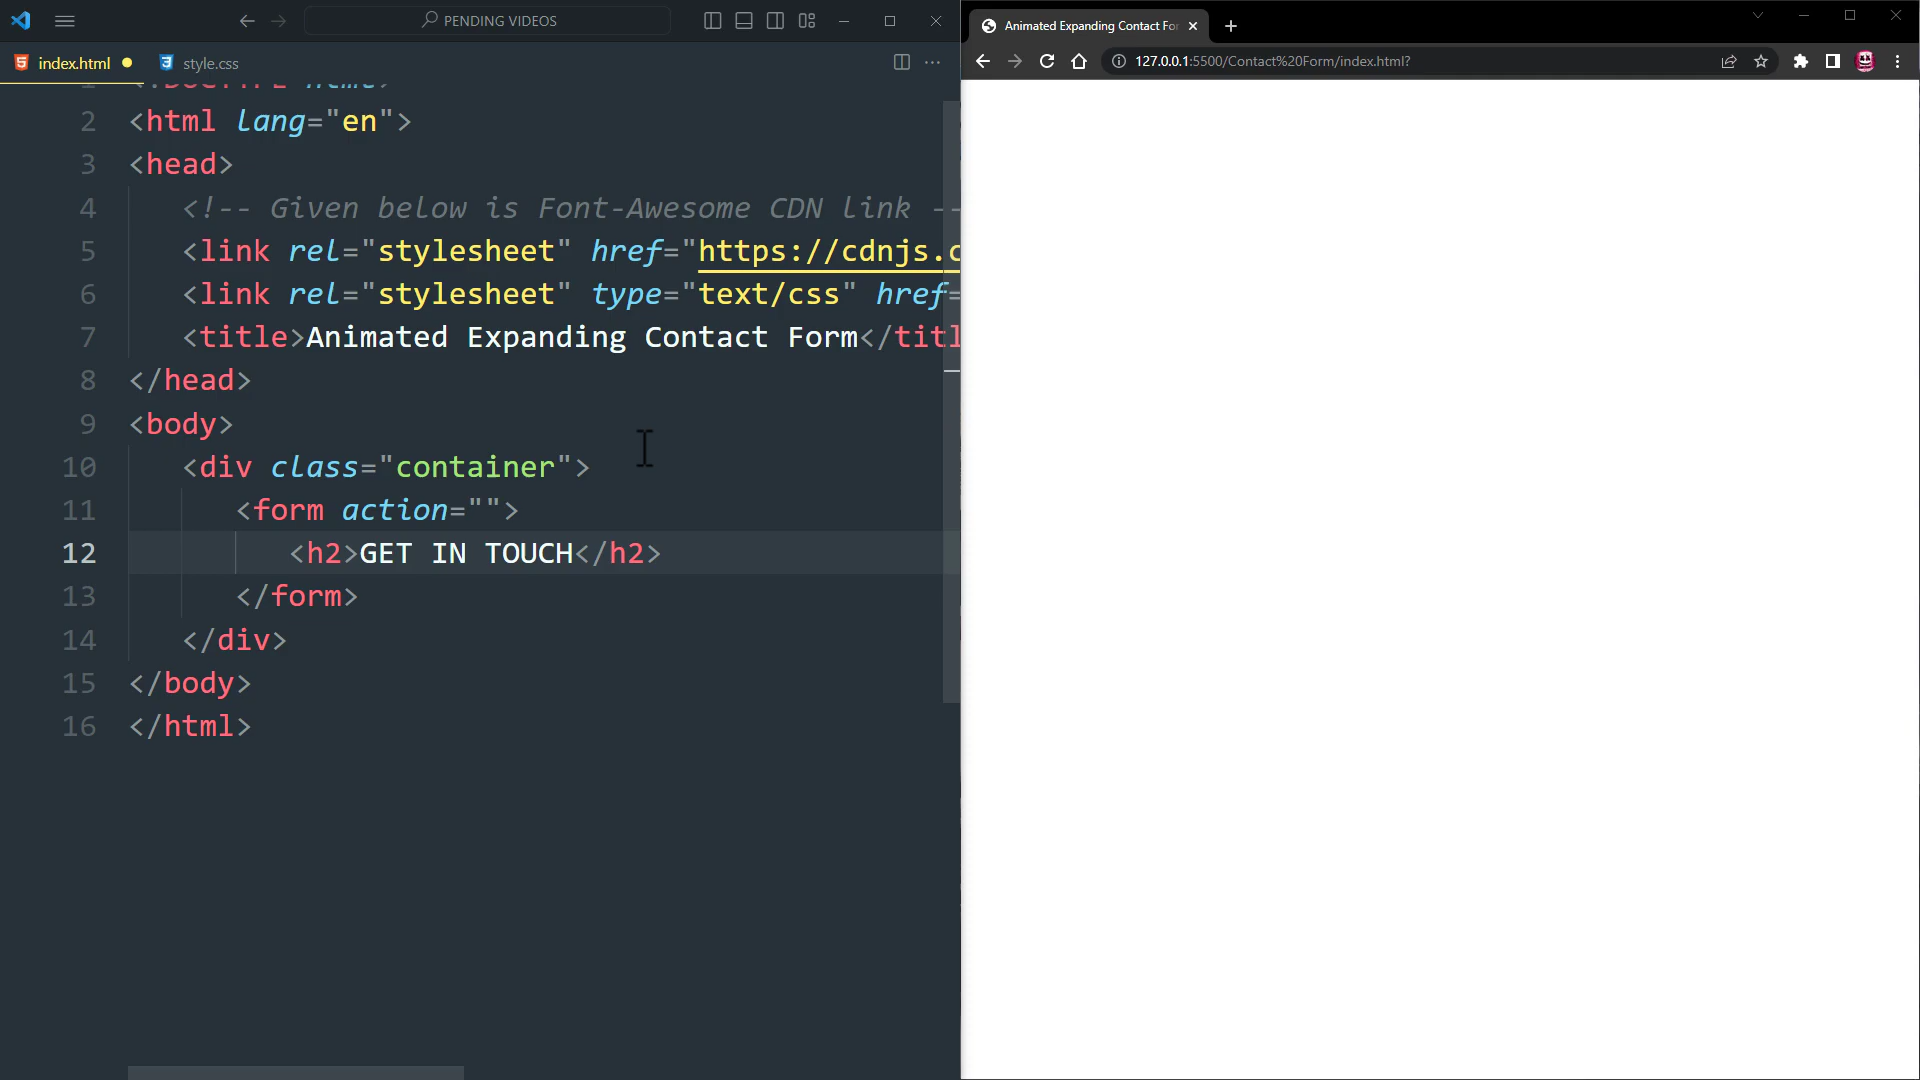 PENDING VIDEOS
index.html
style.css
1 <!DOCTYPE html>
2 <html lang="en">
3 <head>
4 <!-- Given below is Font-Awesome CDN link --
5 <link rel="stylesheet" href="https://cdnjs.c
6 <link rel="stylesheet" type="text/css" href=
7 <title>Animated Expanding Contact Form</titl
8 </head>
9 <body>
10 <div class="container">
11 <form action="">
12 <h2>GET IN TOUCH</h2>
13 </form>
14 </div>
15 </body>
16 </html>
Animated Expanding Contact For
127.0.0.1:5500/Contact%20Form/index.html?